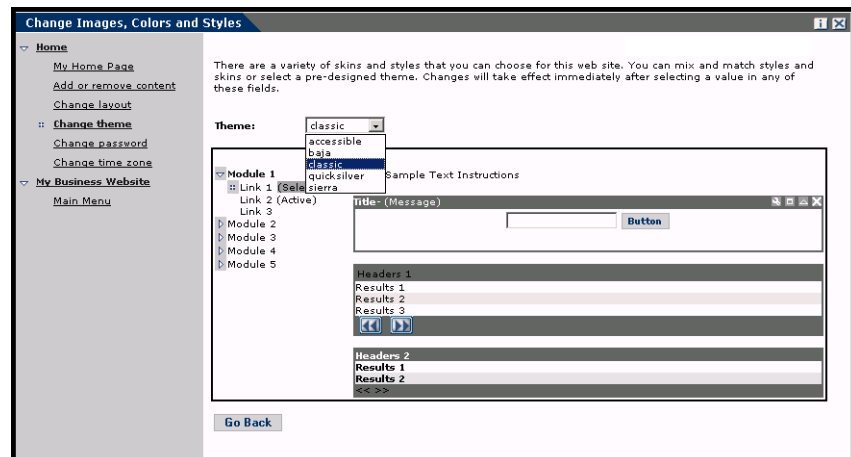 Change Images, Colors and Styles
Home
My Home Page
Add or remove content
Change layout
Change theme
Change password
Change time zone
My Business Website
Main Menu
There are a variety of skins and styles that you can choose for this web site. You can mix and match styles and
skins or select a pre-designed theme. Changes will take effect immediately after selecting a value in any of
these fields.
Theme: classic
accessible
baja
classic
quicksilver
sierra
Module 1
Link 1 (Sele
Link 2 (Active)
Link 3
Module 2
Module 3
Module 4
Module 5
Sample Text Instructions
Title- (Message)
Button
Headers 1
Results 1
Results 2
Results 3
Headers 2
Results 1
Results 2
<< >>
Go Back